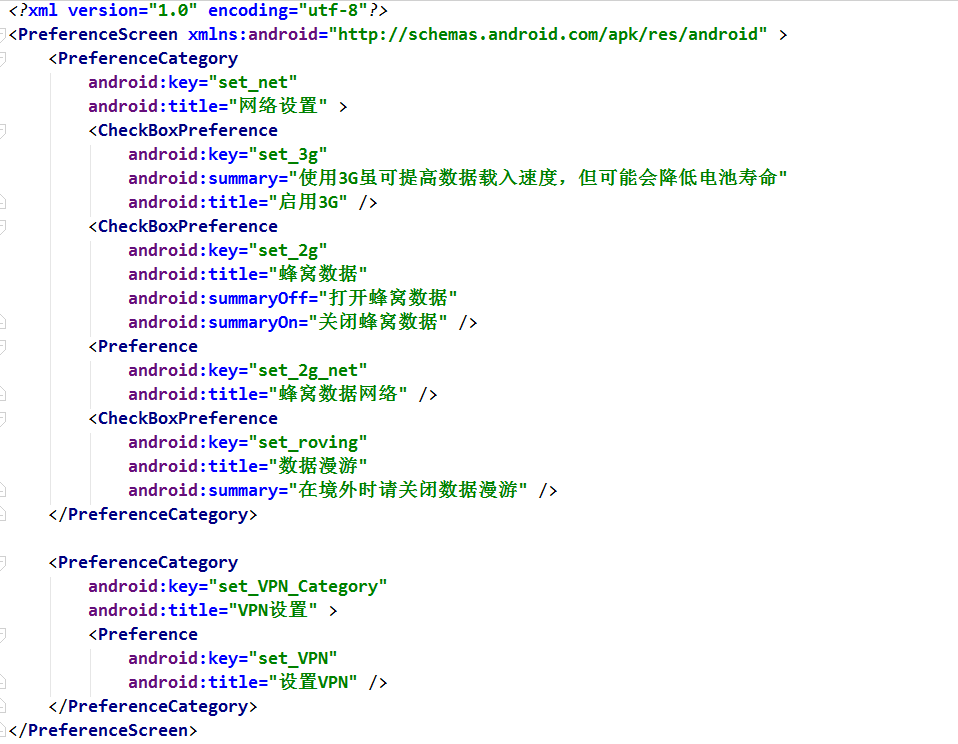 <?xml version="1.0" encoding="utf-8"?>
<PreferenceScreen xmlns:android="http://schemas.android.com/apk/res/android" >
    <PreferenceCategory
        android:key="set_net"
        android:title="网络设置" >
        <CheckBoxPreference
            android:key="set_3g"
            android:summary="使用3G虽可提高数据载入速度，但可能会降低电池寿命"
            android:title="启用3G" />
        <CheckBoxPreference
            android:key="set_2g"
            android:title="蜂窝数据"
            android:summaryOff="打开蜂窝数据"
            android:summaryOn="关闭蜂窝数据" />
        <Preference
            android:key="set_2g_net"
            android:title="蜂窝数据网络" />
        <CheckBoxPreference
            android:key="set_roving"
            android:title="数据漫游"
            android:summary="在境外时请关闭数据漫游" />
    </PreferenceCategory>

    <PreferenceCategory
        android:key="set_VPN_Category"
        android:title="VPN设置" >
        <Preference
            android:key="set_VPN"
            android:title="设置VPN" />
    </PreferenceCategory>
</PreferenceScreen>